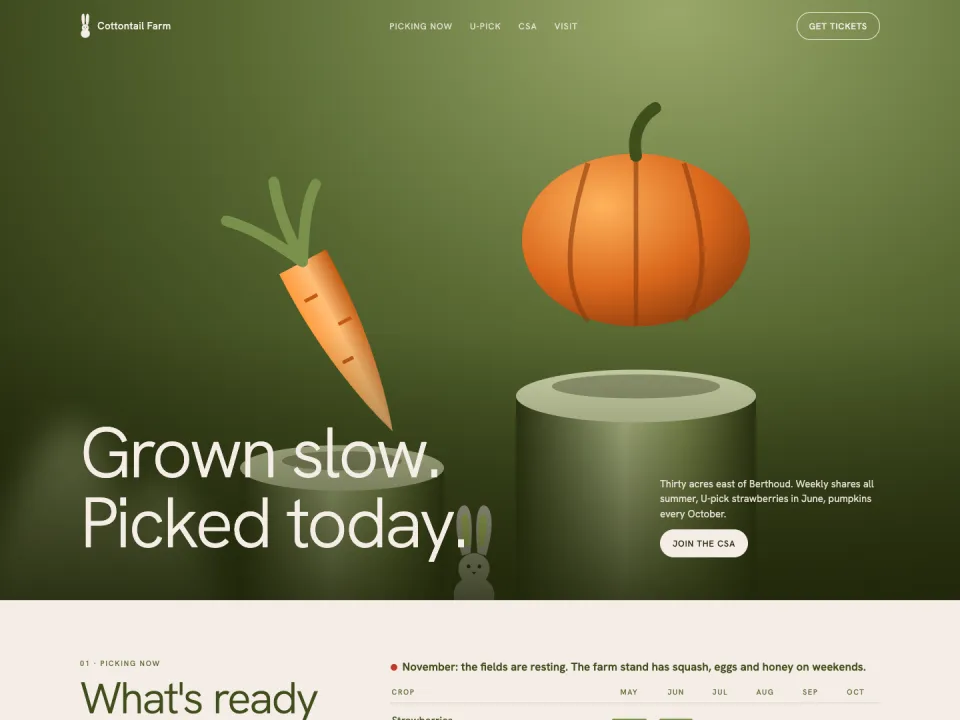 Cottontail Farm
PICKING NOW
U-PICK
CSA
VISIT
GET TICKETS
Grown slow.
Picked today.
Thirty acres east of Berthoud. Weekly shares all
summer, U-pick strawberries in June, pumpkins
every October.
JOIN THE CSA
01 · PICKING NOW
What's ready
November: the fields are resting. The farm stand has squash, eggs and honey on weekends.
CROP MAY JUN JUL AUG SEP OCT
Strawberries